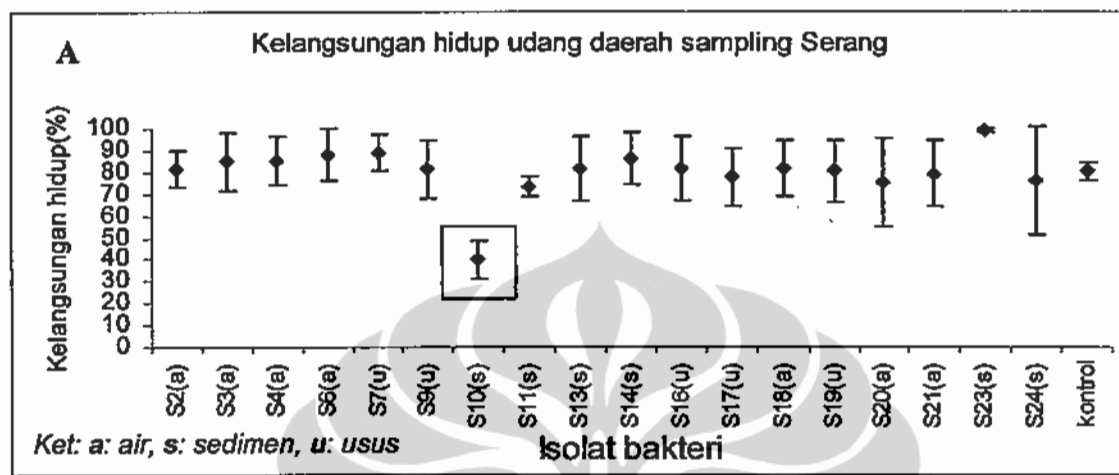 A
Kelangsungan hidup udang daerah sampling Serang
Kelangsungan hidup(%)
100
90
80
70
60
50
40
30
20
10
0
S2(a)
S3(a)
S4(a)
S6(a)
S7(u)
S9(u)
S10(s)
S11(s)
S13(s)
S14(s)
S16(u)
S17(u)
S18(a)
S19(u)
S20(a)
S21(a)
S23(s)
S24(s)
kontrol
Ket: a: air, s: sedimen, u: usus
Isolat bakteri